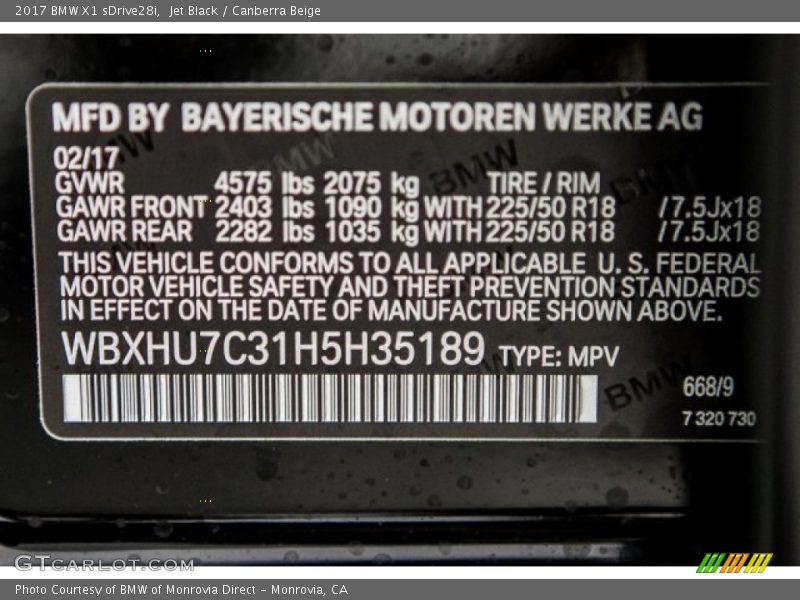 2017 BMW X1 sDrive28i,  Jet Black / Canberra Beige
MFD BY BAYERISCHE MOTOREN WERKE AG
02/17
GVWR 4575 lbs 2075 kg TIRE / RIM
GAWR FRONT 2403 lbs 1090 kg WITH 225/50 R18 /7.5Jx18
GAWR REAR 2282 lbs 1035 kg WITH 225/50 R18 /7.5Jx18
THIS VEHICLE CONFORMS TO ALL APPLICABLE U. S. FEDERAL
MOTOR VEHICLE SAFETY AND THEFT PREVENTION STANDARDS
IN EFFECT ON THE DATE OF MANUFACTURE SHOWN ABOVE.
WBXHU7C31H5H35189 TYPE: MPV
668/9
7 320 730
BMW
BMW
BMW
BMW
GTCARLOT.COM
Photo Courtesy of BMW of Monrovia Direct – Monrovia, CA